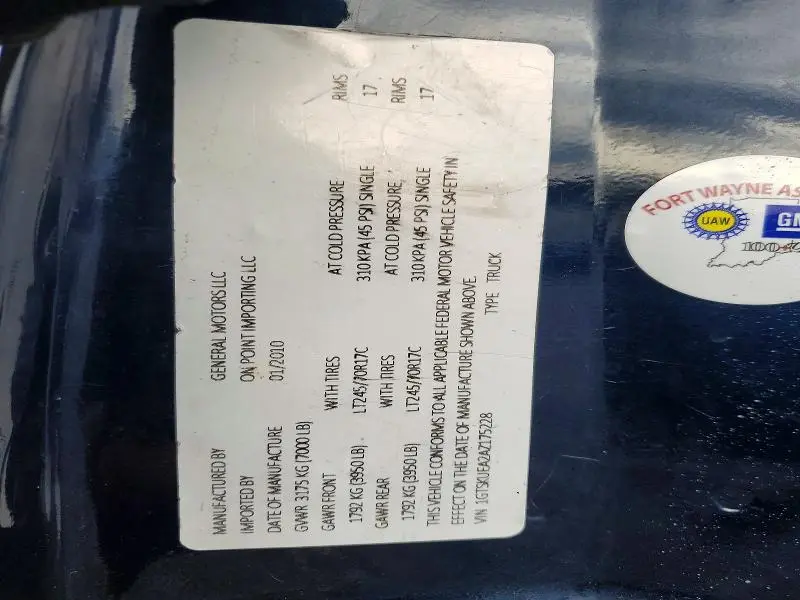 MANUFACTURED BY GENERAL MOTORS LLC
IMPORTED BY ON POINT IMPORTING LLC
DATE OF MANUFACTURE 01/2010
GVWR 3175 KG (7000 LB)
GAWR FRONT WITH TIRES AT COLD PRESSURE RIMS
1792 KG (3950 LB) LT245/70R17C 310 KPA (45 PSI) SINGLE 17
GAWR REAR WITH TIRES AT COLD PRESSURE RIMS
1792 KG (3950 LB) LT245/70R17C 310 KPA (45 PSI) SINGLE 17
THIS VEHICLE CONFORMS TO ALL APPLICABLE FEDERAL MOTOR VEHICLE SAFETY IN
EFFECT ON THE DATE OF MANUFACTURE SHOWN ABOVE
VIN 1GTSKUEA2AZ175228 TYPE TRUCK
FORT WAYNE
UAW
GM